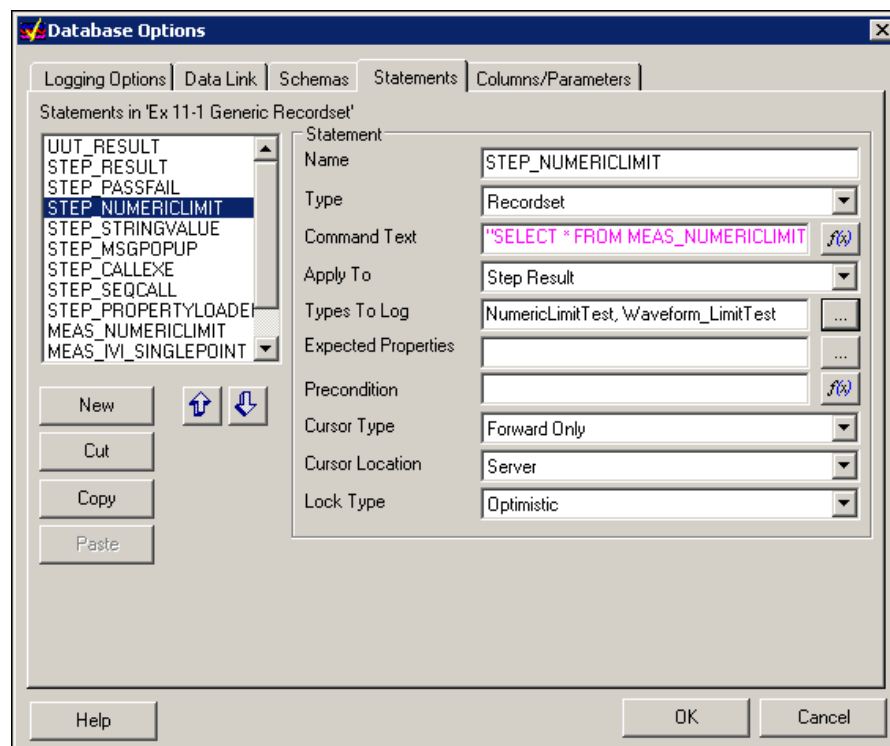 Database Options
Logging Options Data Link Schemas Statements Columns/Parameters
Statements in 'Ex 11-1 Generic Recordset'
UUT_RESULT
STEP_RESULT
STEP_PASSFAIL
STEP_NUMERICLIMIT
STEP_STRINGVALUE
STEP_MSGPOPUP
STEP_CALLEXE
STEP_SEQCALL
STEP_PROPERTYLOADER
MEAS_NUMERICLIMIT
MEAS_IVI_SINGLEPOINT
New
Cut
Copy
Paste
Statement
Name STEP_NUMERICLIMIT
Type Recordset
Command Text "SELECT * FROM MEAS_NUMERICLIMIT f(x)
Apply To Step Result
Types To Log NumericLimitTest, Waveform_LimitTest ...
Expected Properties ...
Precondition f(x)
Cursor Type Forward Only
Cursor Location Server
Lock Type Optimistic
Help OK Cancel